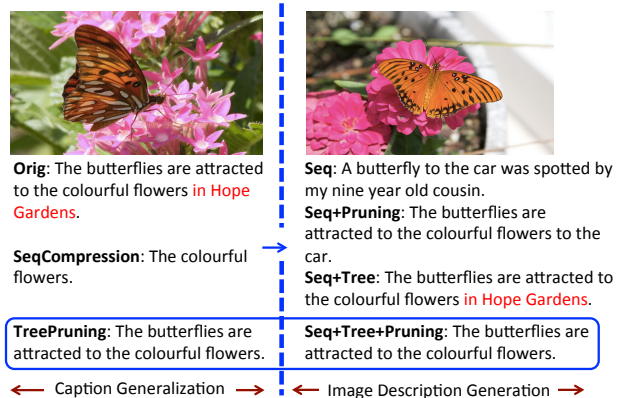 Orig: The butterflies are attracted
to the colourful flowers in Hope
Gardens.
SeqCompression: The colourful
flowers.
TreePruning: The butterflies are
attracted to the colourful flowers.
Caption Generalization
Seq: A butterfly to the car was spotted by
my nine year old cousin.
Seq+Pruning: The butterflies are
attracted to the colourful flowers to the
car.
Seq+Tree: The butterflies are attracted to
the colourful flowers in Hope Gardens.
Seq+Tree+Pruning: The butterflies are
attracted to the colourful flowers.
Image Description Generation